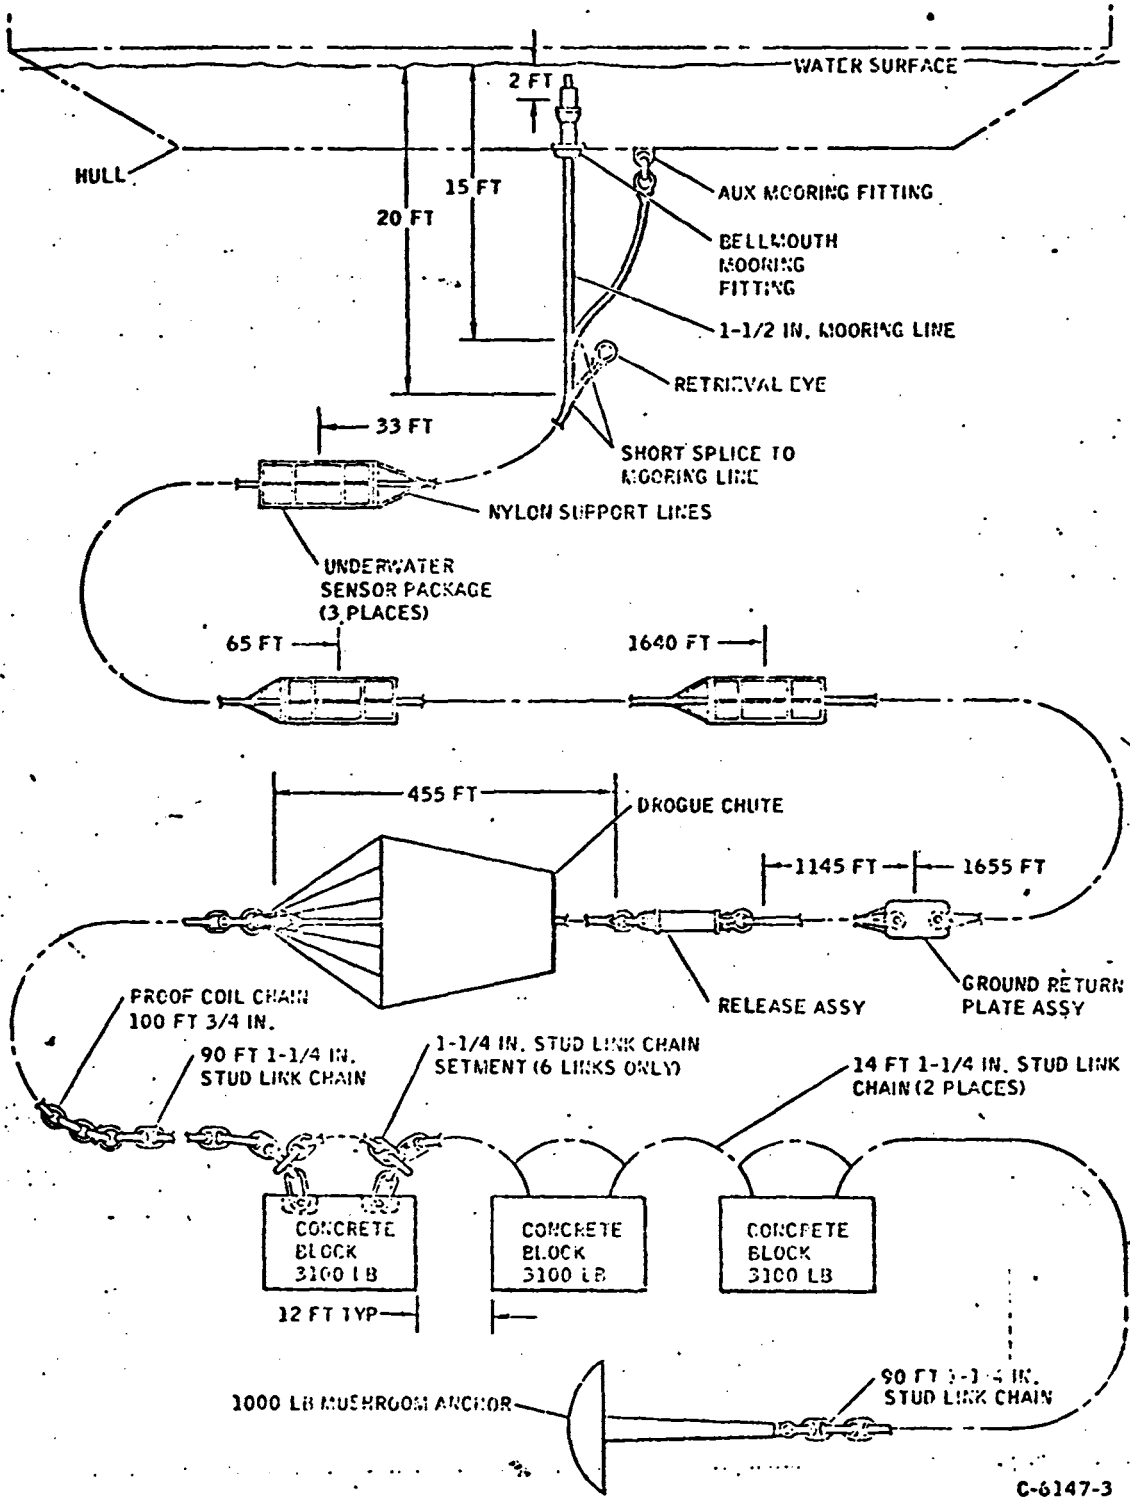 WATER SURFACE
2 FT
HULL
15 FT
20 FT
AUX MOORING FITTING
BELLMOUTH
MOORING
FITTING
1-1/2 IN. MOORING LINE
RETRIEVAL EYE
33 FT
SHORT SPLICE TO
MOORING LINE
NYLON SUPPORT LINES
UNDERWATER
SENSOR PACKAGE
(3 PLACES)
65 FT
1640 FT
455 FT
DROGUE CHUTE
1145 FT
1655 FT
GROUND RETURN
PLATE ASSY
RELEASE ASSY
PROOF COIL CHAIN
100 FT 3/4 IN.
90 FT 1-1/4 IN.
STUD LINK CHAIN
1-1/4 IN. STUD LINK CHAIN
SETMENT (6 LINKS ONLY)
14 FT 1-1/4 IN. STUD LINK
CHAIN (2 PLACES)
CONCRETE
BLOCK
3100 LB
CONCRETE
BLOCK
3100 LB
CONCRETE
BLOCK
3100 LB
12 FT TYP
1000 LB MUSHROOM ANCHOR
90 FT 1-1/4 IN.
STUD LINK CHAIN
C-6147-3